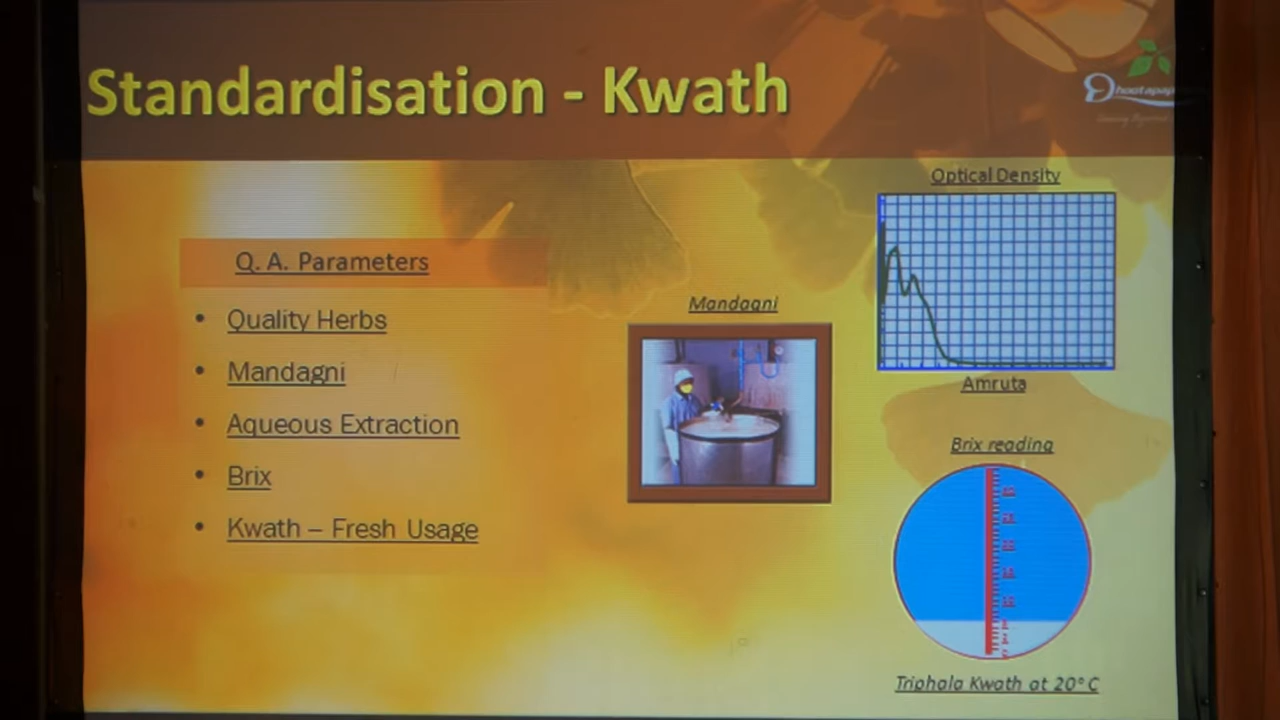 Standardisation - Kwath
Q. A. Parameters
• Quality Herbs
• Mandagni
• Aqueous Extraction
• Brix
• Kwath – Fresh Usage
Mandagni
Optical Density
Amruta
Brix reading
Triphala Kwath at 20°C